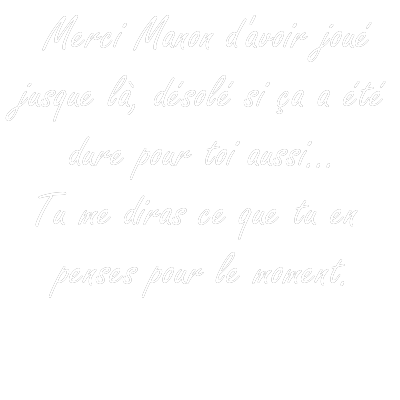 Merci Manon d'avoir joué
jusque là, désolé si ça a été
dure pour toi aussi...
Tu me diras ce que tu en
penses pour le moment.